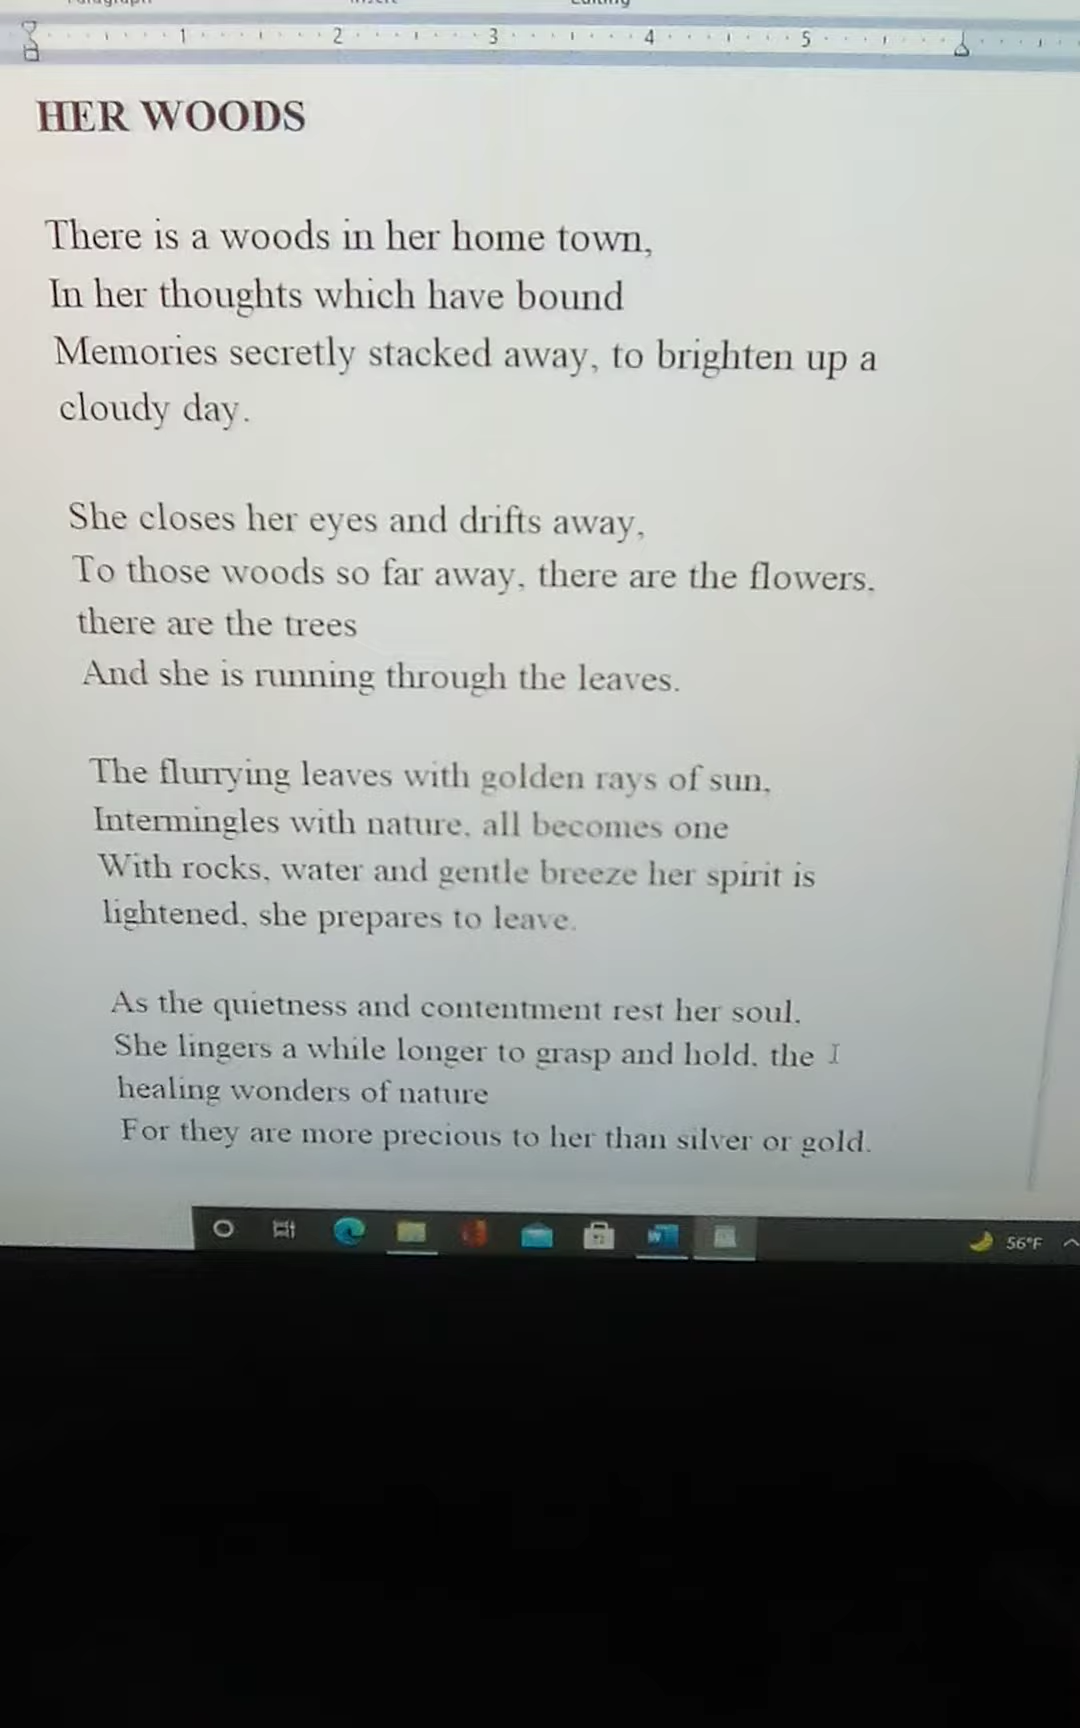 1 2 3 4 5
HER WOODS
There is a woods in her home town,
In her thoughts which have bound
Memories secretly stacked away, to brighten up a
cloudy day.
She closes her eyes and drifts away,
To those woods so far away, there are the flowers,
there are the trees
And she is running through the leaves.
The flurrying leaves with golden rays of sun,
Intermingles with nature, all becomes one
With rocks, water and gentle breeze her spirit is
lightened, she prepares to leave.
As the quietness and contentment rest her soul,
She lingers a while longer to grasp and hold, the
healing wonders of nature
For they are more precious to her than silver or gold.
56°F